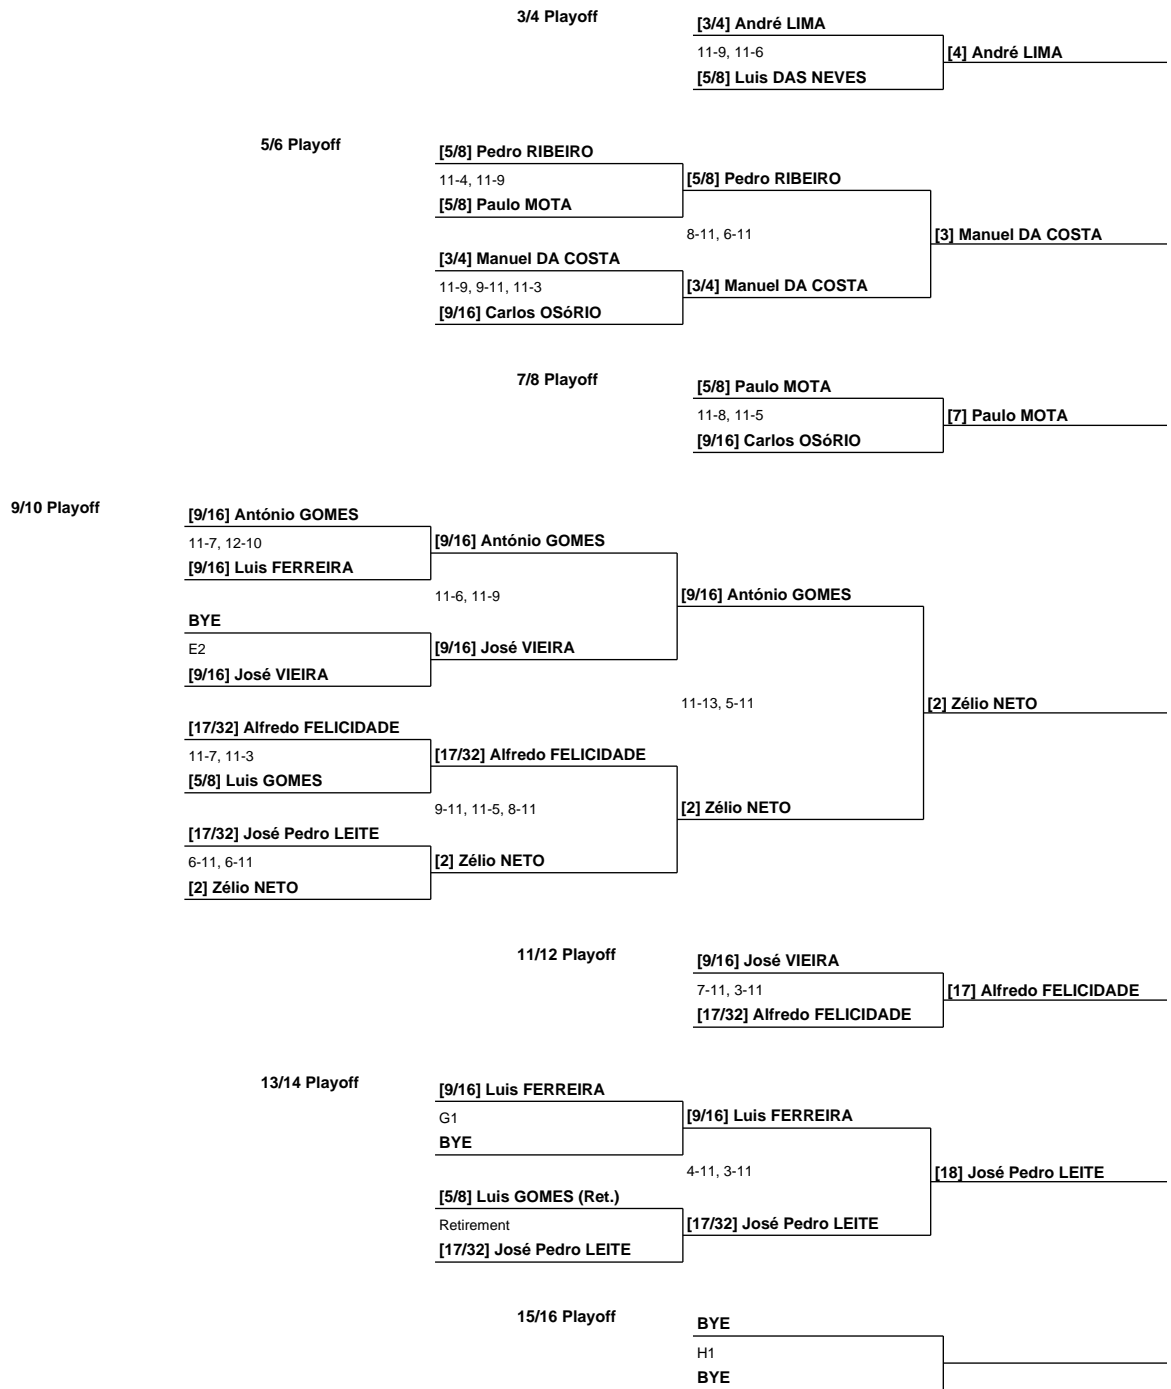 3/4 Playoff
[3/4] André LIMA
11-9, 11-6
[4] André LIMA
[5/8] Luis DAS NEVES
5/6 Playoff
[5/8] Pedro RIBEIRO
11-4, 11-9
[5/8] Pedro RIBEIRO
[5/8] Paulo MOTA
8-11, 6-11
[3] Manuel DA COSTA
[3/4] Manuel DA COSTA
11-9, 9-11, 11-3
[3/4] Manuel DA COSTA
[9/16] Carlos OSóRIO
7/8 Playoff
[5/8] Paulo MOTA
11-8, 11-5
[7] Paulo MOTA
[9/16] Carlos OSóRIO
9/10 Playoff
[9/16] António GOMES
11-7, 12-10
[9/16] António GOMES
[9/16] Luis FERREIRA
11-6, 11-9
[9/16] António GOMES
BYE
E2
[9/16] José VIEIRA
[9/16] José VIEIRA
11-13, 5-11
[2] Zélio NETO
[17/32] Alfredo FELICIDADE
11-7, 11-3
[17/32] Alfredo FELICIDADE
[5/8] Luis GOMES
9-11, 11-5, 8-11
[2] Zélio NETO
[17/32] José Pedro LEITE
6-11, 6-11
[2] Zélio NETO
[2] Zélio NETO
11/12 Playoff
[9/16] José VIEIRA
7-11, 3-11
[17] Alfredo FELICIDADE
[17/32] Alfredo FELICIDADE
13/14 Playoff
[9/16] Luis FERREIRA
G1
[9/16] Luis FERREIRA
BYE
4-11, 3-11
[18] José Pedro LEITE
[5/8] Luis GOMES (Ret.)
Retirement
[17/32] José Pedro LEITE
[17/32] José Pedro LEITE
15/16 Playoff
BYE
H1
BYE